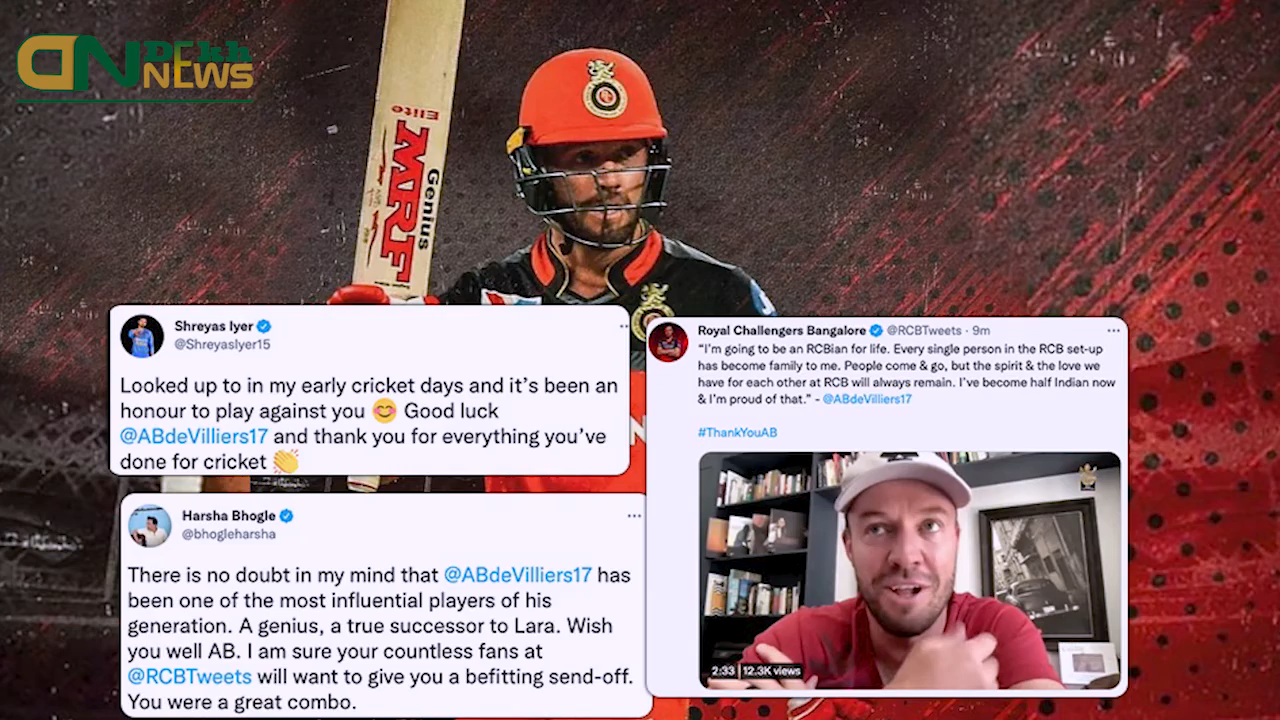 DN DEkh
NEWS
Elite
MRF
Genius
Shreyas Iyer
@ShreyasIyer15
Looked up to in my early cricket days and it’s been an
honour to play against you 😊 Good luck
@ABdeVilliers17 and thank you for everything you’ve
done for cricket 👏
Harsha Bhogle
@bhogleharsha
There is no doubt in my mind that @ABdeVilliers17 has
been one of the most influential players of his
generation. A genius, a true successor to Lara. Wish
you well AB. I am sure your countless fans at
@RCBTweets will want to give you a befitting send-off.
You were a great combo.
Royal Challengers Bangalore @RCBTweets · 9m
“I’m going to be an RCBian for life. Every single person in the RCB set-up
has become family to me. People come & go, but the spirit & the love we
have for each other at RCB will always remain. I’ve become half Indian now
& I’m proud of that.” - @ABdeVilliers17
#ThankYouAB
2:33 12.3K views